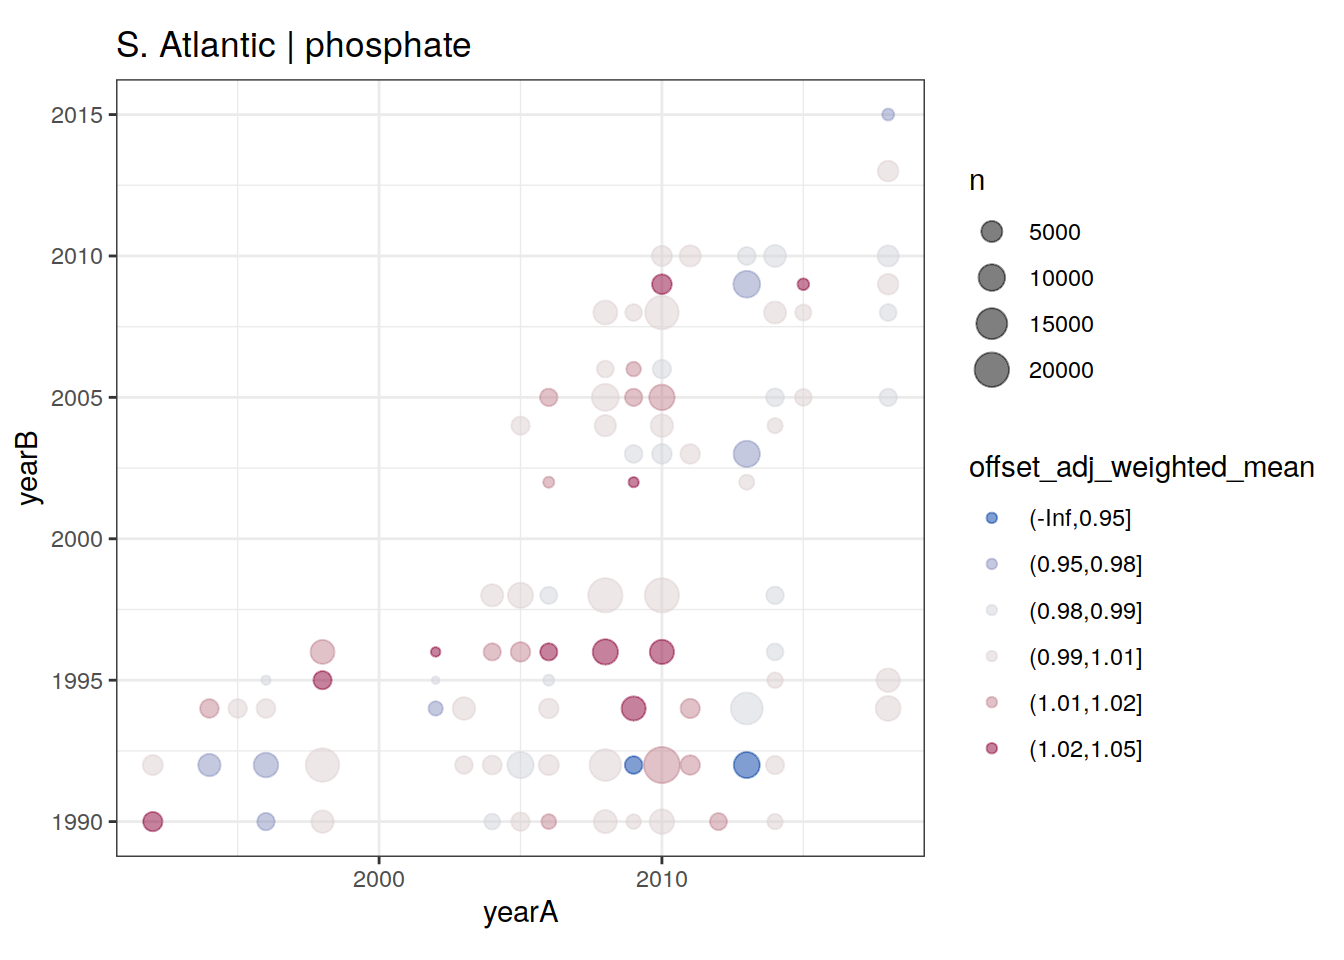 S. Atlantic | phosphate
2015
2010
2005
2000
1995
1990
yearB
2000
2010
yearA
n
5000
10000
15000
20000
offset_adj_weighted_mean
(-Inf,0.95]
(0.95,0.98]
(0.98,0.99]
(0.99,1.01]
(1.01,1.02]
(1.02,1.05]